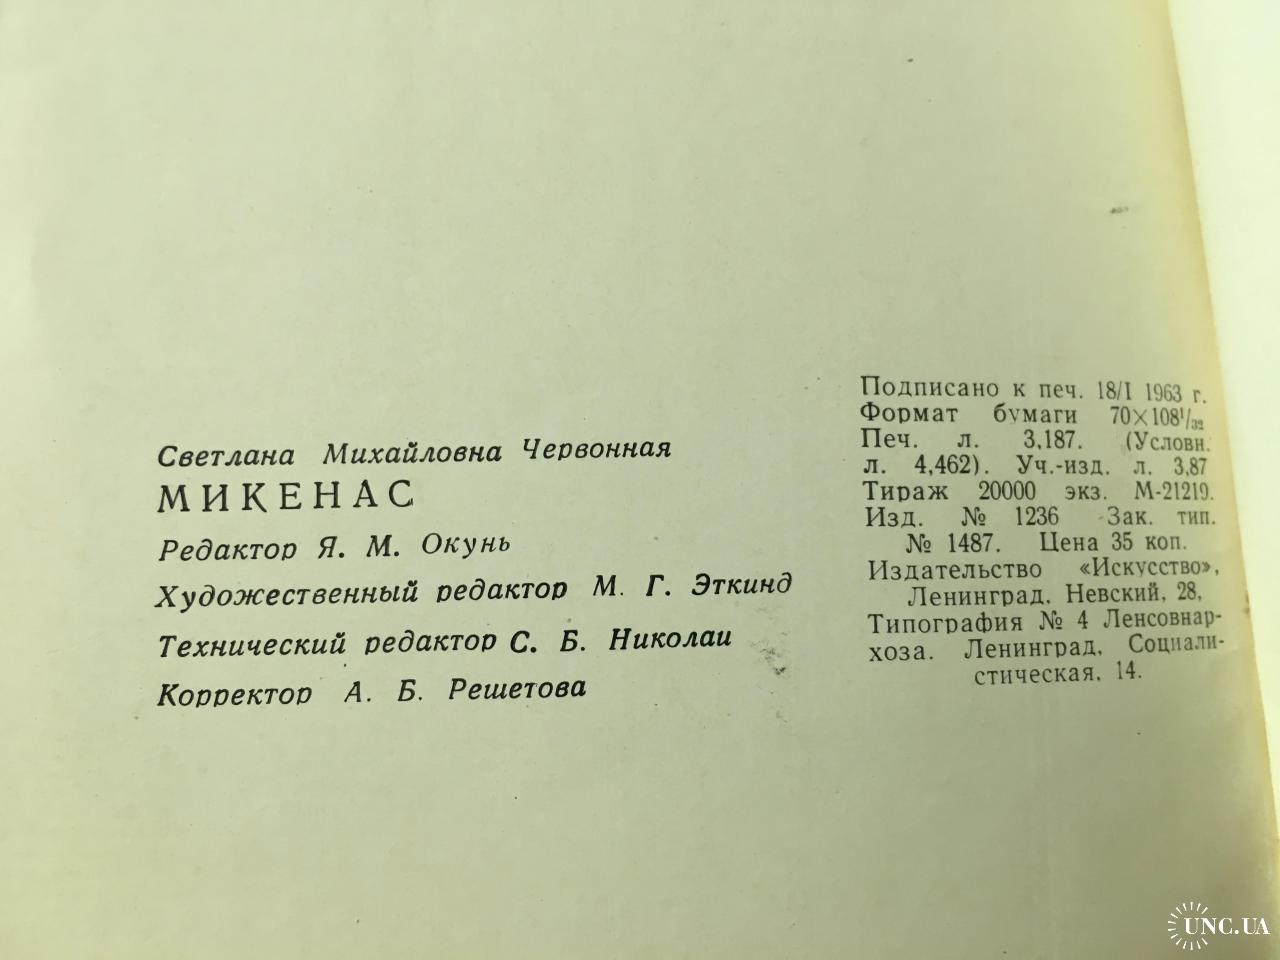 Светлана Михайловна Червонная
МИКЕНАС
Редактор Я. М. Окунь
Художественный редактор М. Г. Эткинд
Технический редактор С. Б. Николаи
Корректор А. Б. Решетова
Подписано к печ. 18/I 1963 г.
Формат бумаги 70×108¹/₃₂
Печ. л. 3,187. (Условн.
л. 4,462). Уч.-изд. л. 3,87
Тираж 20000 экз. М-21219.
Изд. № 1236 Зак. тип.
№ 1487. Цена 35 коп.
Издательство «Искусство»,
Ленинград, Невский, 28.
Типография № 4 Ленсовнар-
хоза. Ленинград, Социали-
стическая, 14.
UNC.UA